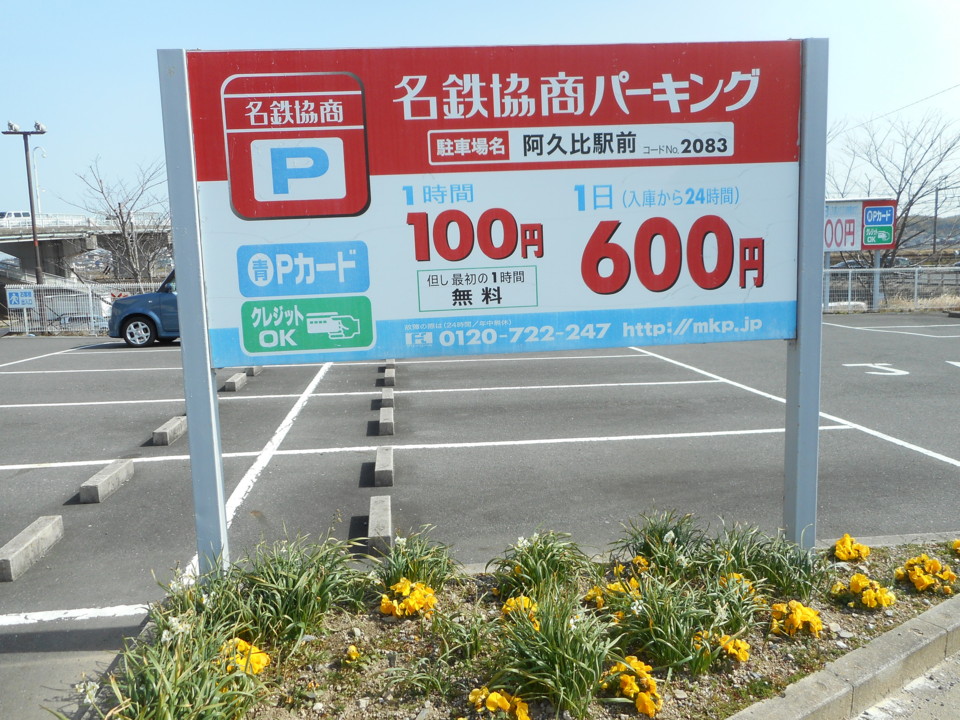 名鉄協商
P
名鉄協商パーキング
駐車場名 阿久比駅前 コードNo.2083
1時間
100円
但し最初の1時間
無料
1日(入庫から24時間)
600円
青Pカード
クレジット
OK
0120-722-247 http://mkp.jp
00円
Pカード
OK
3